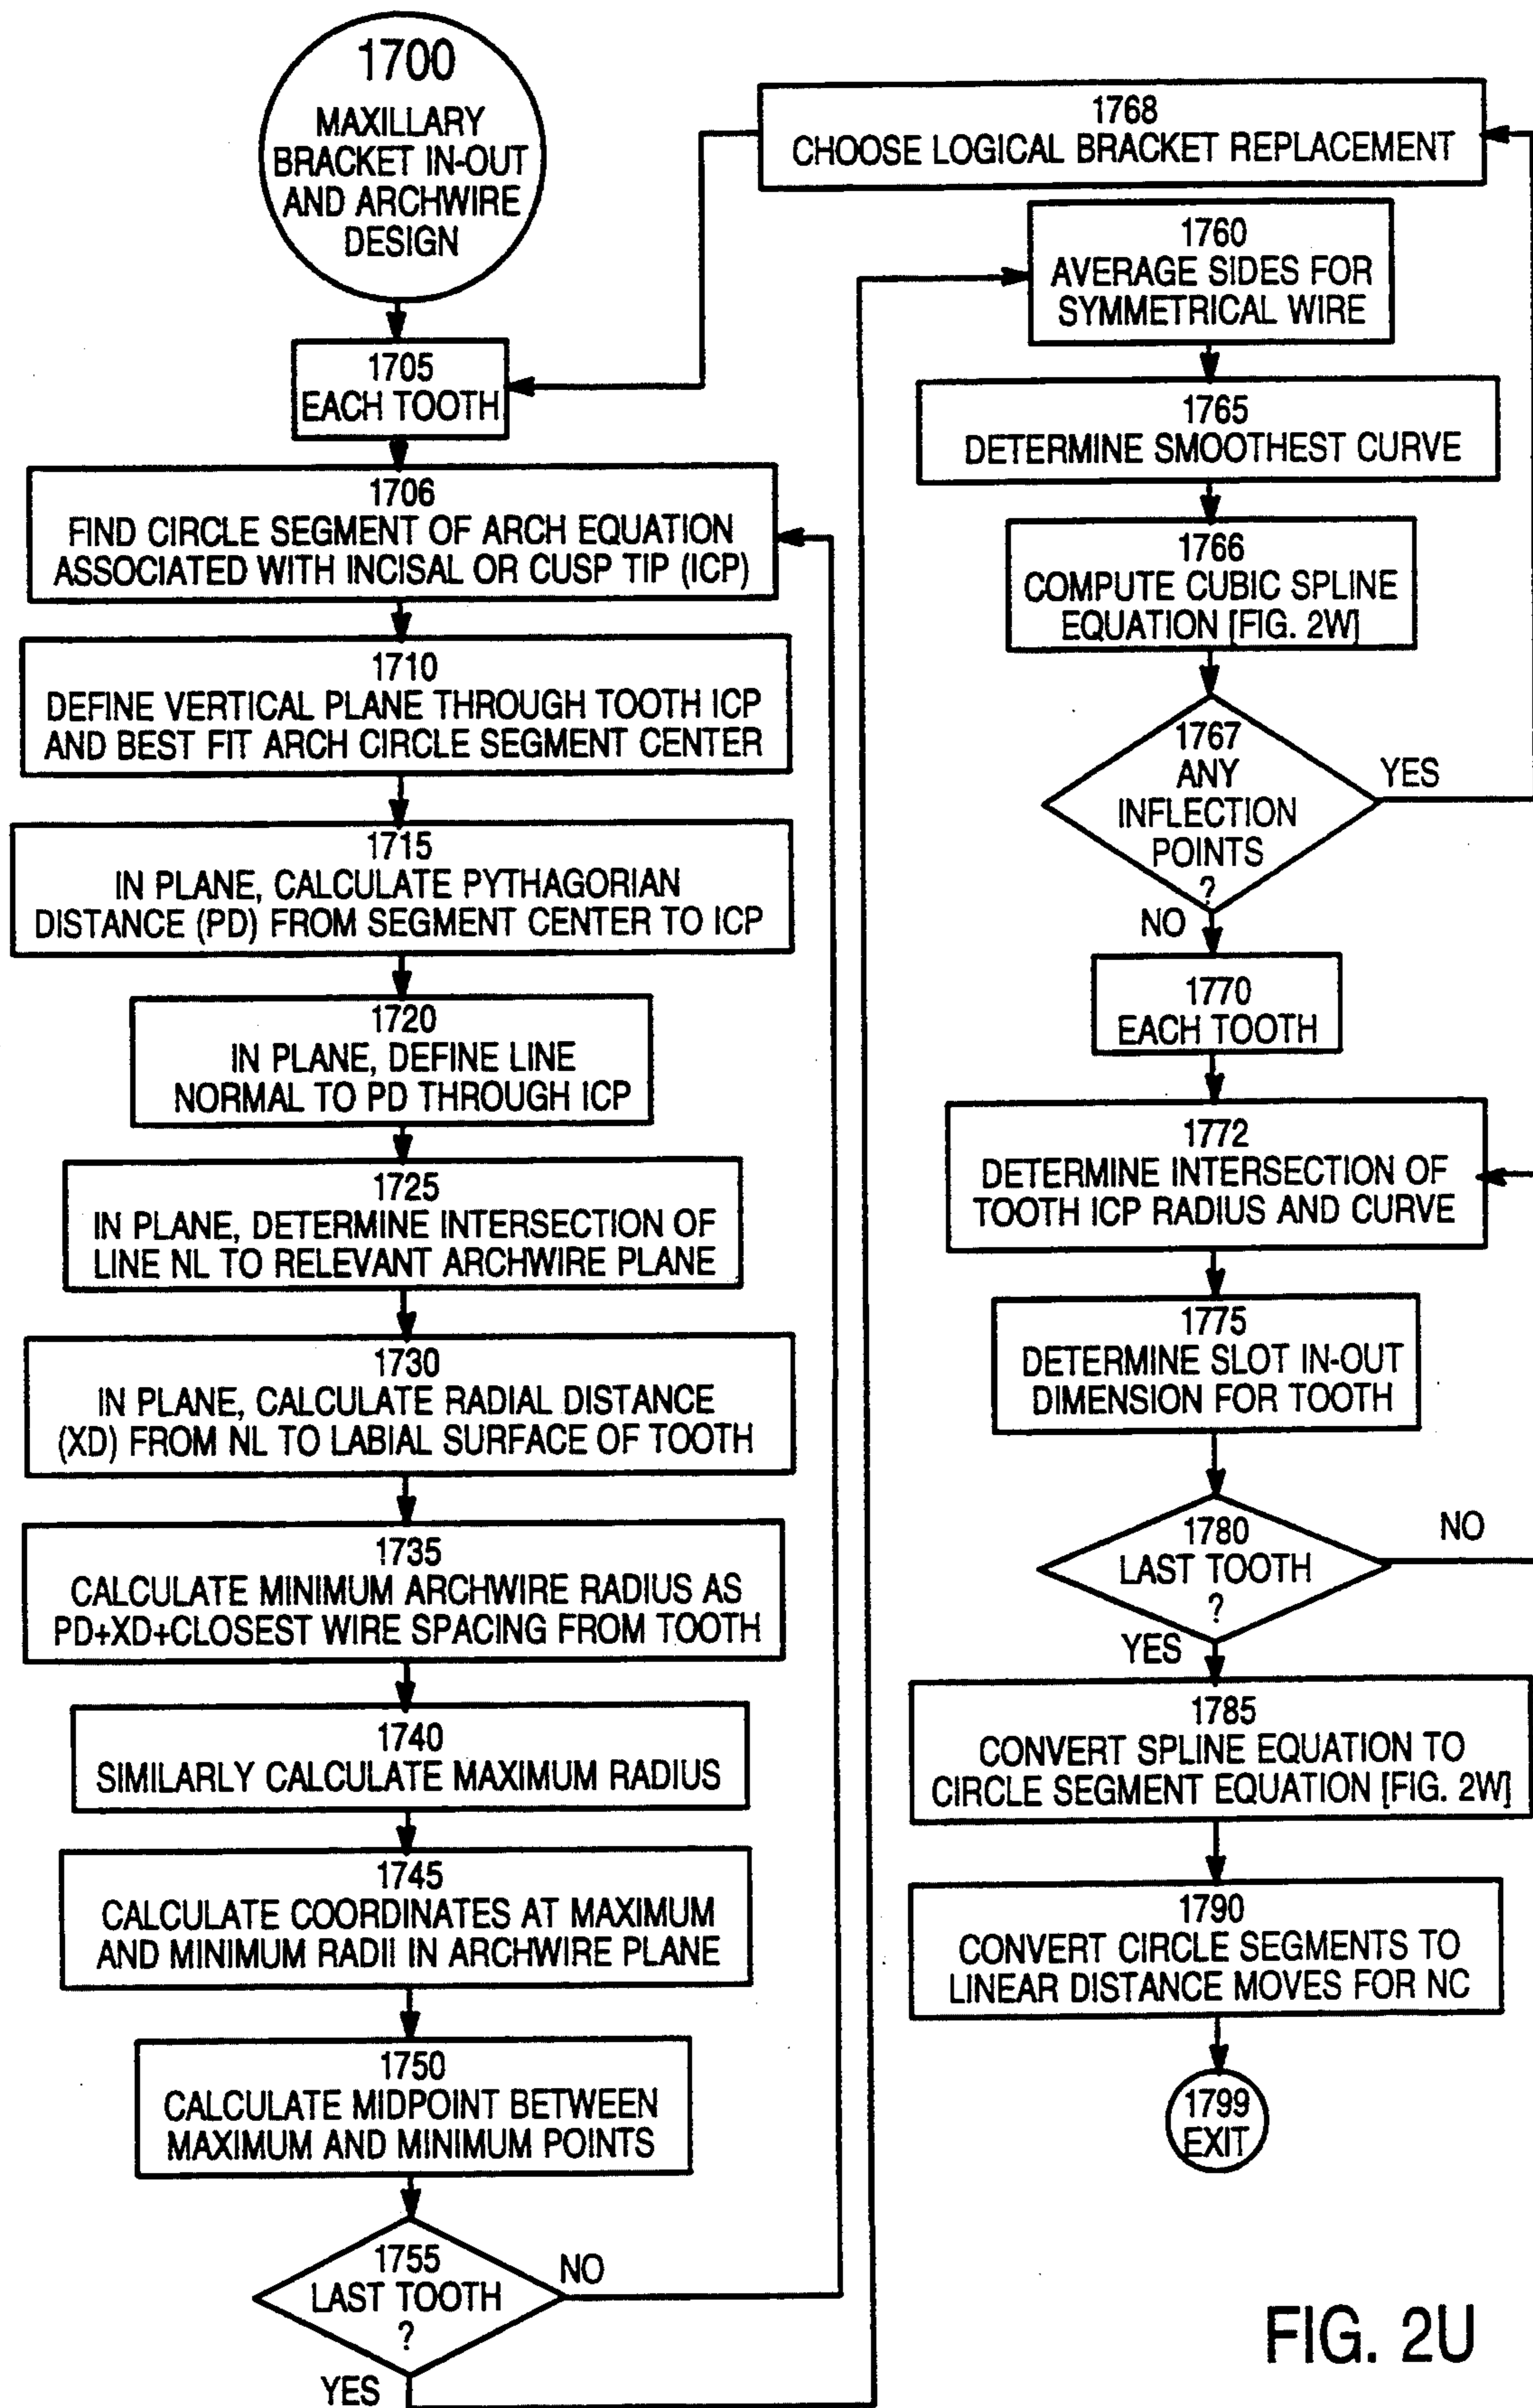 1700
MAXILLARY
BRACKET IN-OUT
AND ARCHWIRE
DESIGN
1705
EACH TOOTH
1706
FIND CIRCLE SEGMENT OF ARCH EQUATION
ASSOCIATED WITH INCISAL OR CUSP TIP (ICP)
1710
DEFINE VERTICAL PLANE THROUGH TOOTH ICP
AND BEST FIT ARCH CIRCLE SEGMENT CENTER
1715
IN PLANE, CALCULATE PYTHAGORIAN
DISTANCE (PD) FROM SEGMENT CENTER TO ICP
1720
IN PLANE, DEFINE LINE
NORMAL TO PD THROUGH ICP
1725
IN PLANE, DETERMINE INTERSECTION OF
LINE NL TO RELEVANT ARCHWIRE PLANE
1730
IN PLANE, CALCULATE RADIAL DISTANCE
(XD) FROM NL TO LABIAL SURFACE OF TOOTH
1735
CALCULATE MINIMUM ARCHWIRE RADIUS AS
PD+XD+CLOSEST WIRE SPACING FROM TOOTH
1740
SIMILARLY CALCULATE MAXIMUM RADIUS
1745
CALCULATE COORDINATES AT MAXIMUM
AND MINIMUM RADII IN ARCHWIRE PLANE
1750
CALCULATE MIDPOINT BETWEEN
MAXIMUM AND MINIMUM POINTS
1755
LAST TOOTH
?
NO
YES
1768
CHOOSE LOGICAL BRACKET REPLACEMENT
1760
AVERAGE SIDES FOR
SYMMETRICAL WIRE
1765
DETERMINE SMOOTHEST CURVE
1766
COMPUTE CUBIC SPLINE
EQUATION [FIG. 2W]
1767
ANY
INFLECTION
POINTS
?
YES
NO
1770
EACH TOOTH
1772
DETERMINE INTERSECTION OF
TOOTH ICP RADIUS AND CURVE
1775
DETERMINE SLOT IN-OUT
DIMENSION FOR TOOTH
1780
LAST TOOTH
?
NO
YES
1785
CONVERT SPLINE EQUATION TO
CIRCLE SEGMENT EQUATION [FIG. 2W]
1790
CONVERT CIRCLE SEGMENTS TO
LINEAR DISTANCE MOVES FOR NC
1799
EXIT
FIG. 2U